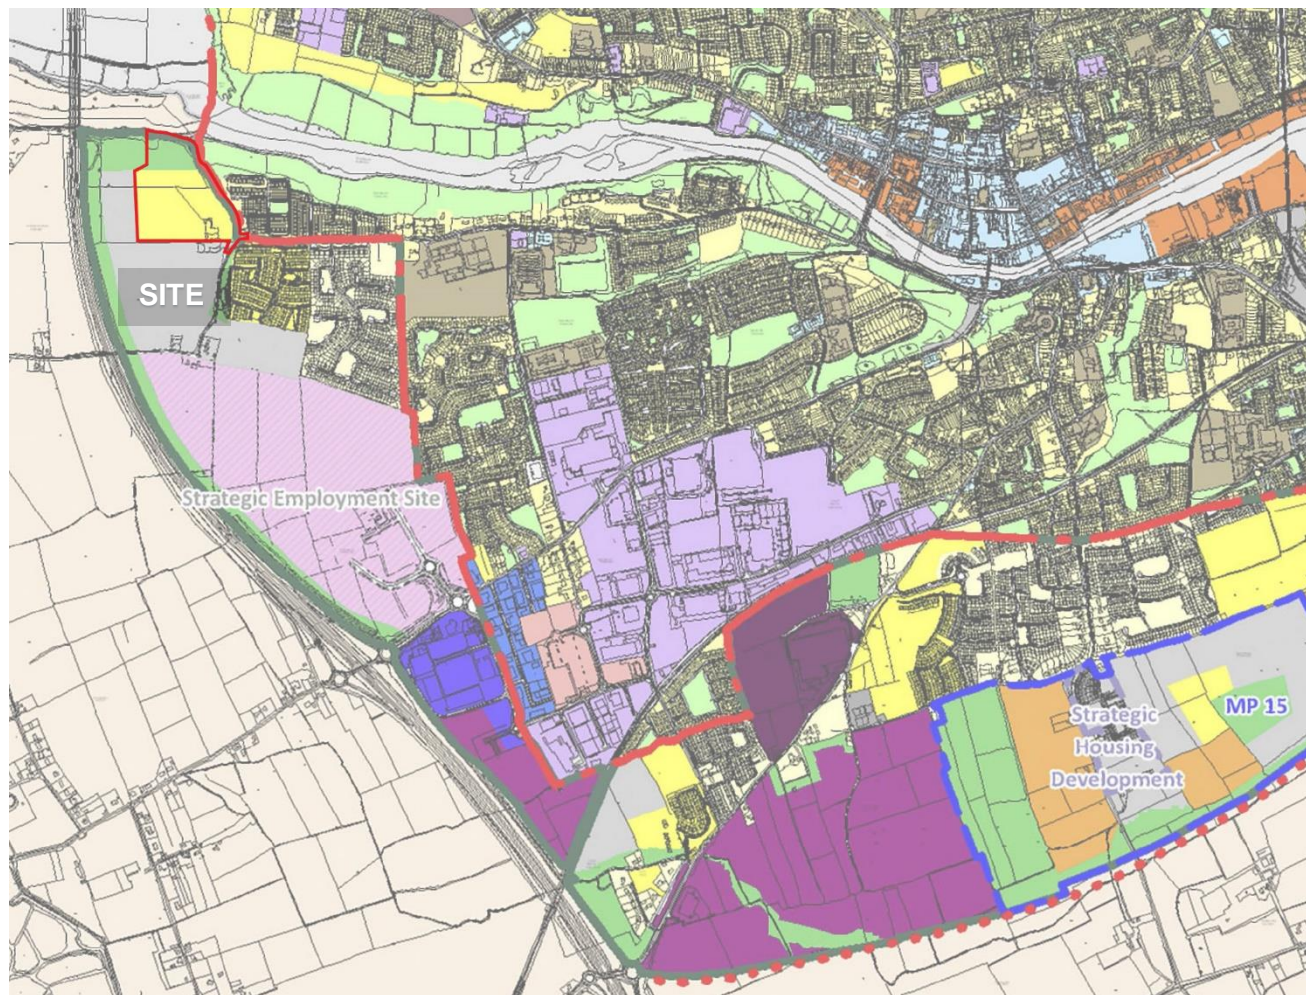 SITE
Strategic Employment Site
MP 15
Strategic
Housing
Development